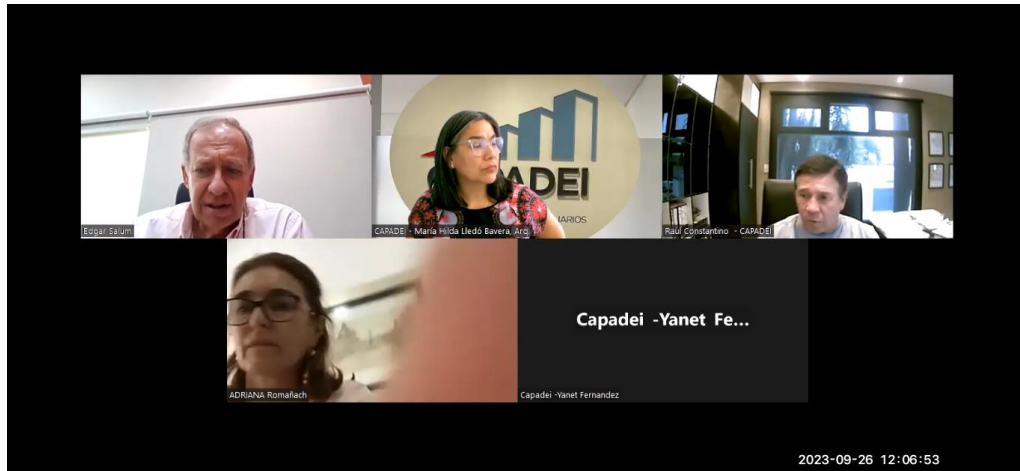 CAPADEI
IARIOS
Edgar Salum
CAPADEI - María Hilda Lledó Bavera, Arq.
Raul Constantino - CAPADEI
Capadei -Yanet Fe...
ADRIANA Romañach
Capadei -Yanet Fernandez
2023-09-26 12:06:53